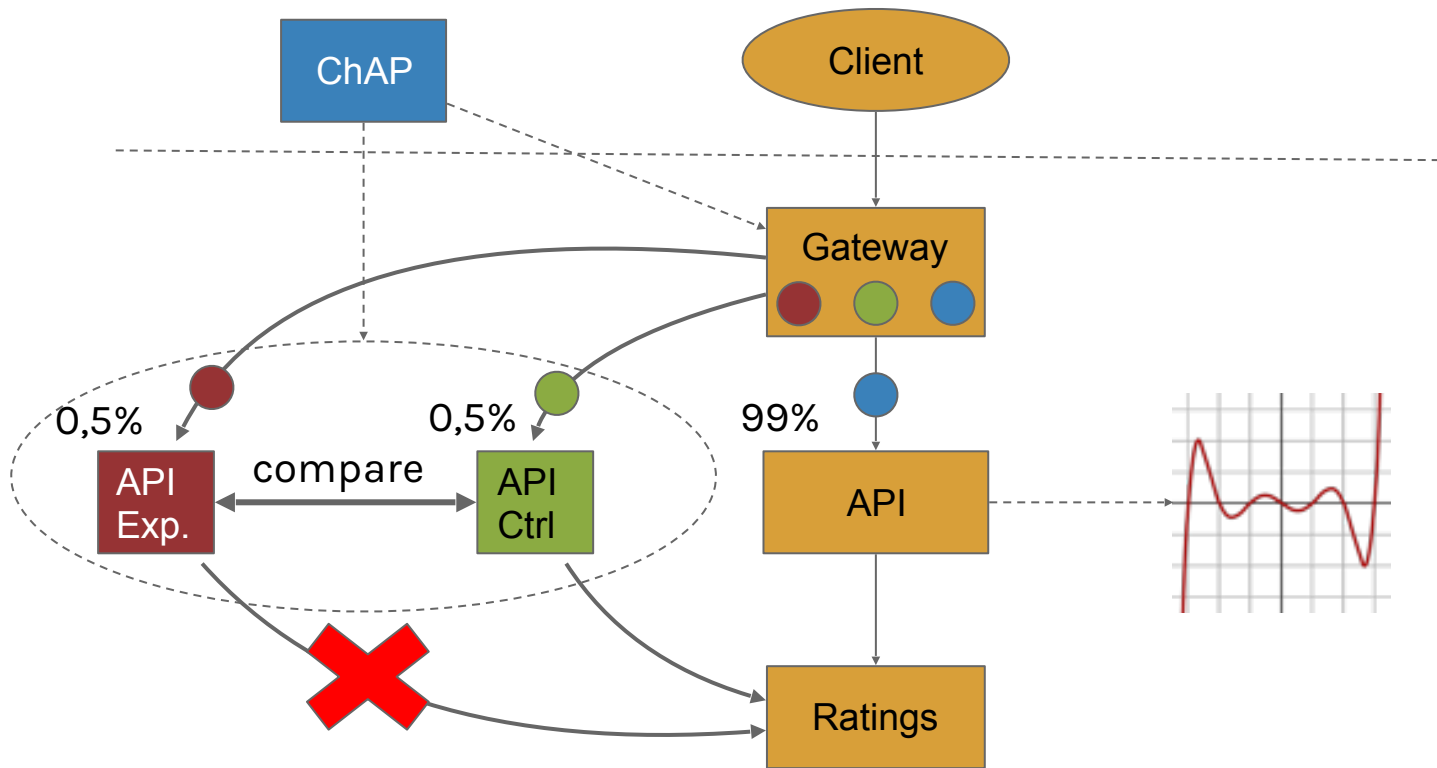 ChAP
Client
Gateway
0,5%
0,5%
99%
compare
API
Exp.
API
Ctrl
API
Ratings